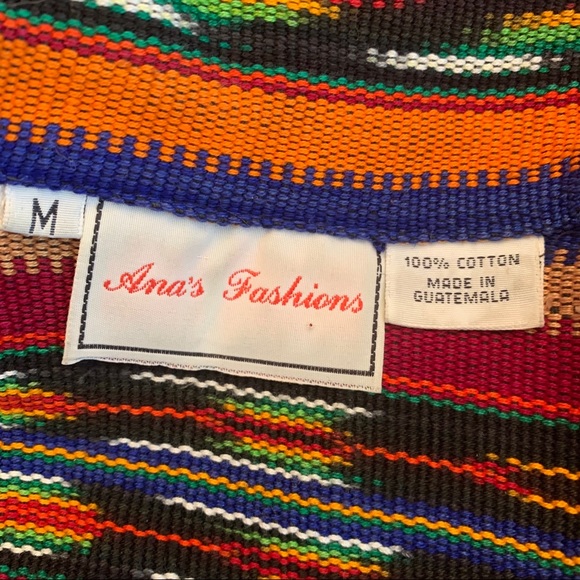 M
Ana's Fashions
100% COTTON
MADE IN
GUATEMALA